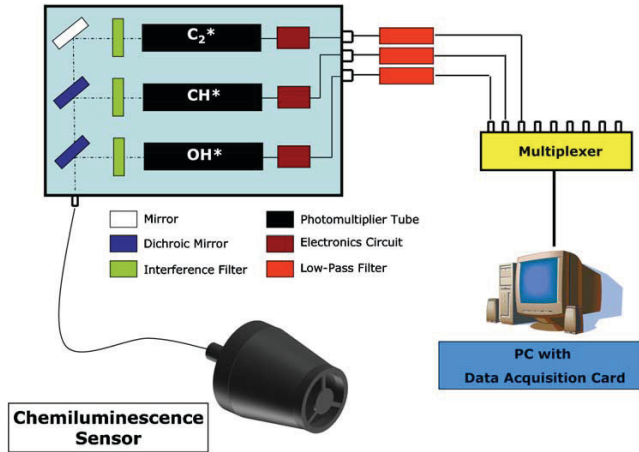 C₂*
CH*
OH*
Multiplexer
Mirror
Photomultiplier Tube
Dichroic Mirror
Electronics Circuit
Interference Filter
Low-Pass Filter
PC with
Data Acquisition Card
Chemiluminescence
Sensor